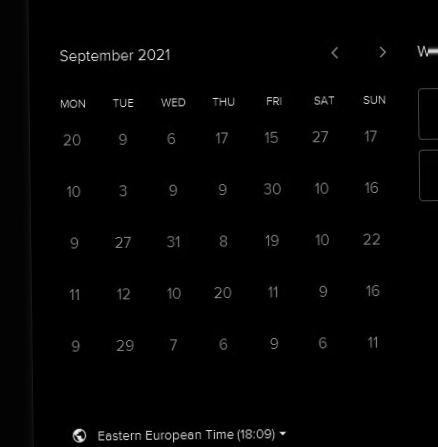 September 2021
MON TUE WED THU FRI SAT SUN
20 9 6 17 15 27 17
10 3 9 9 30 10 16
9 27 31 8 19 10 22
11 12 10 20 11 9 16
9 29 7 6 9 6 11
Eastern European Time (18:09)